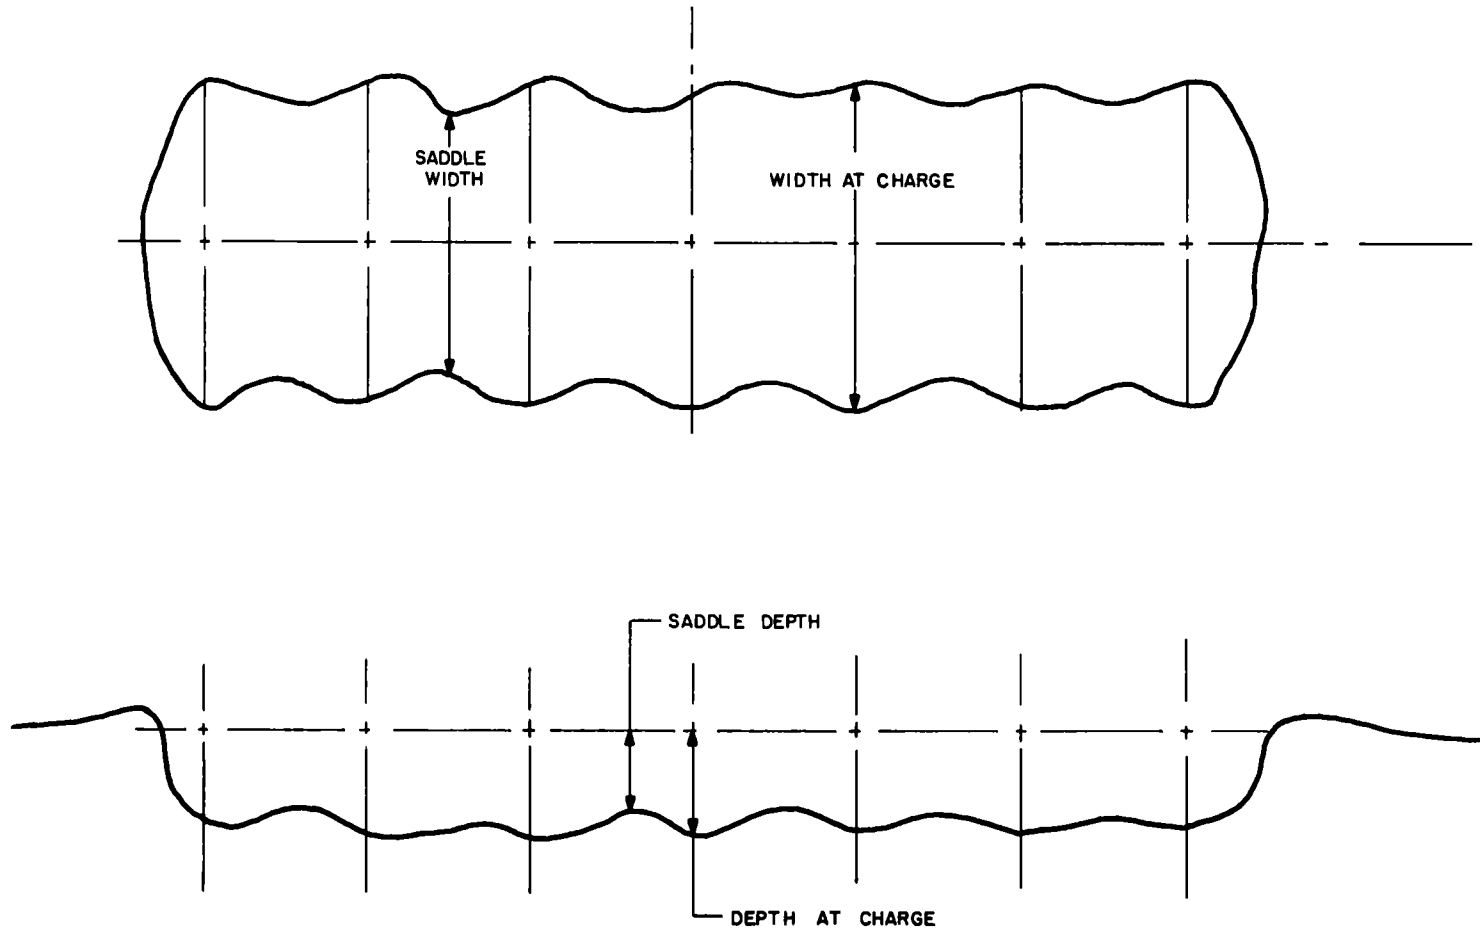 SADDLE
WIDTH
WIDTH AT CHARGE
SADDLE DEPTH
DEPTH AT CHARGE